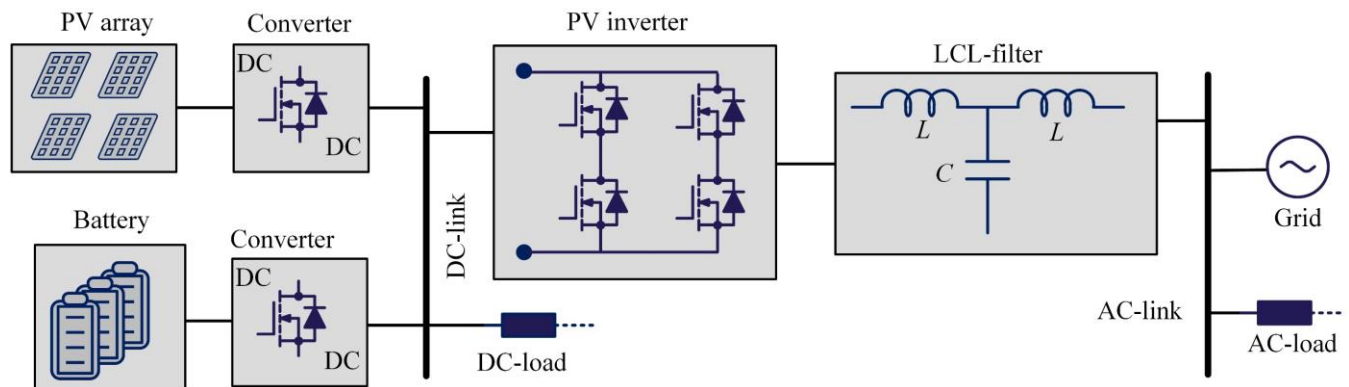 PV array
Converter
PV inverter
LCL-filter
DC
DC
L
L
C
DC-link
Battery
Converter
DC
DC
DC-load
Grid
AC-link
AC-load